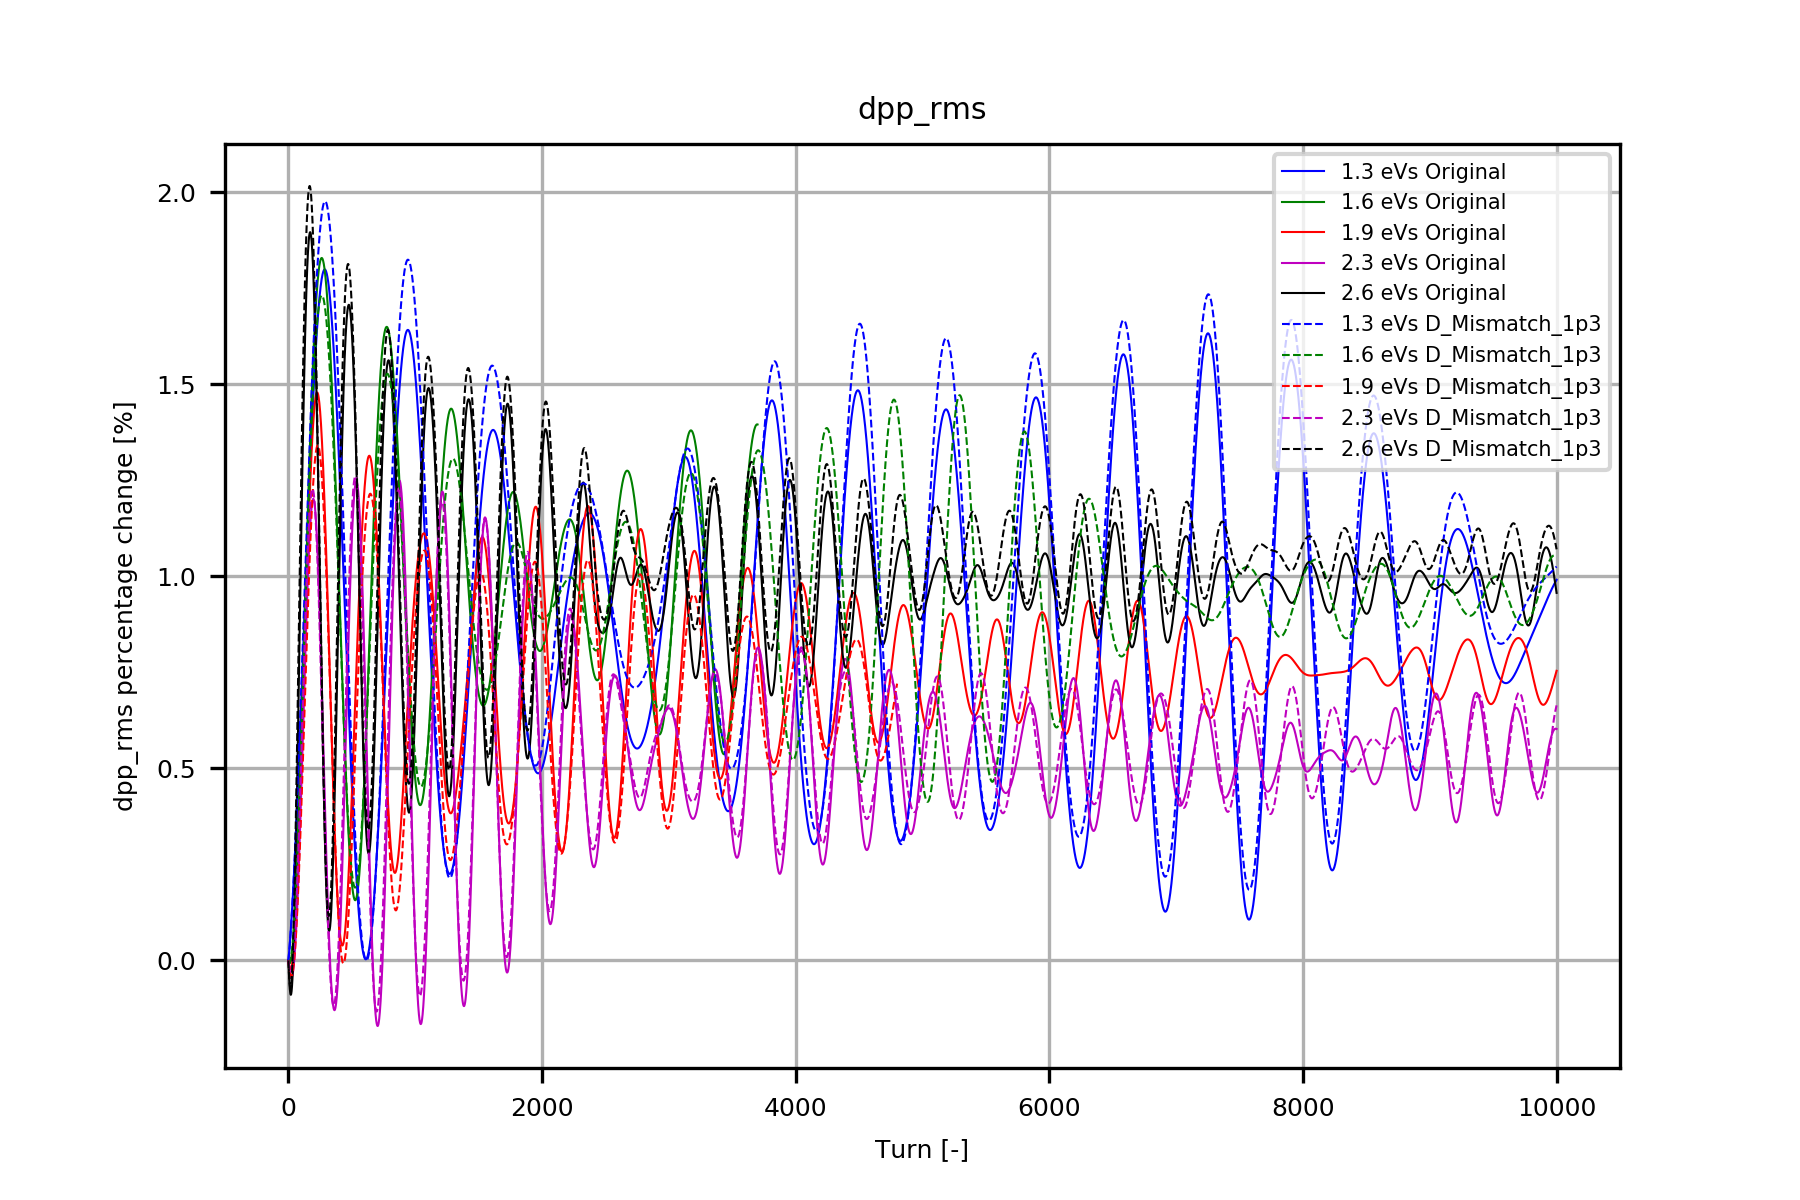 dpp_rms
dpp_rms percentage change [%]
2.0
1.5
1.0
0.5
0.0
1.3 eVs Original
1.6 eVs Original
1.9 eVs Original
2.3 eVs Original
2.6 eVs Original
1.3 eVs D_Mismatch_1p3
1.6 eVs D_Mismatch_1p3
1.9 eVs D_Mismatch_1p3
2.3 eVs D_Mismatch_1p3
2.6 eVs D_Mismatch_1p3
0 2000 4000 6000 8000 10000
Turn [-]